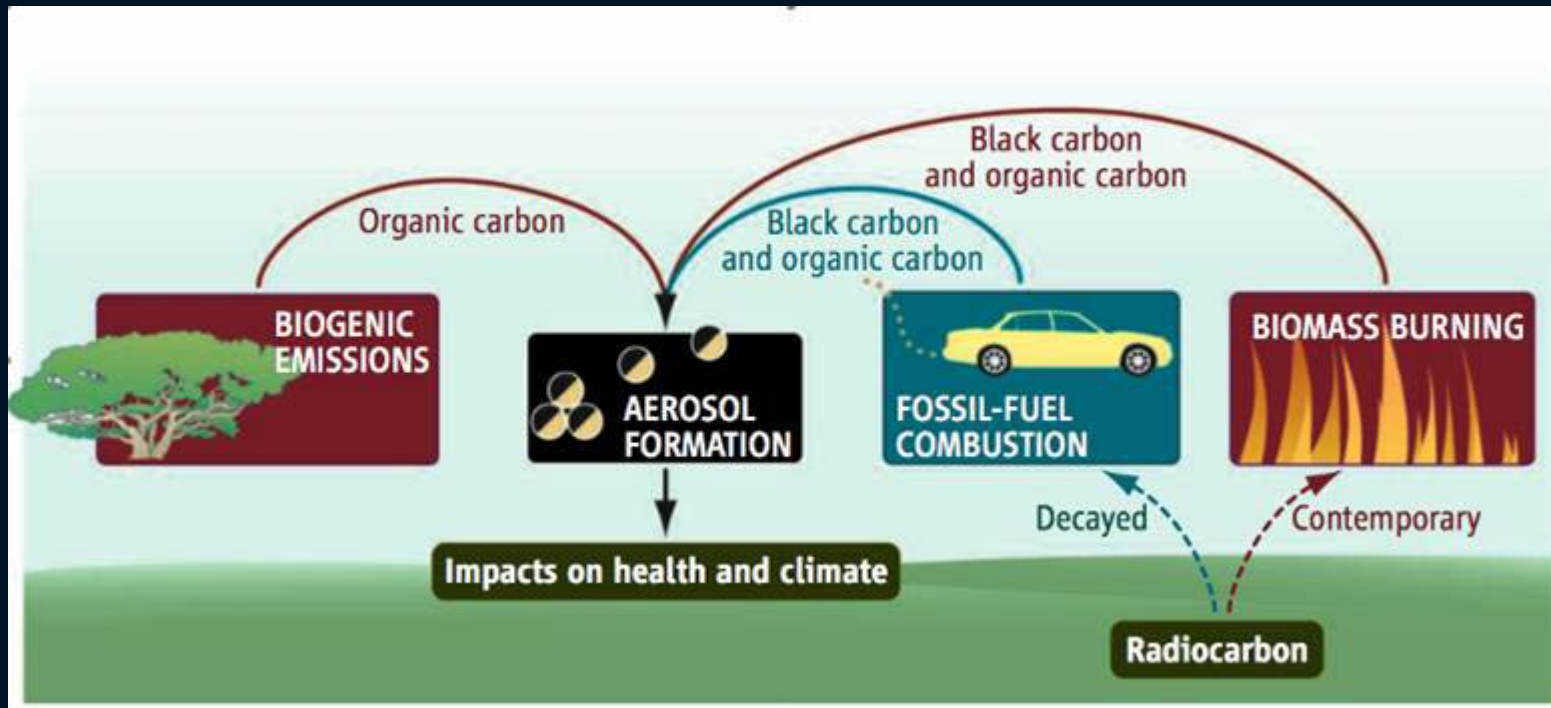 Black carbon
and organic carbon
Organic carbon
Black carbon
and organic carbon
BIOGENIC
EMISSIONS
AEROSOL
FORMATION
FOSSIL-FUEL
COMBUSTION
BIOMASS BURNING
Decayed
Contemporary
Impacts on health and climate
Radiocarbon